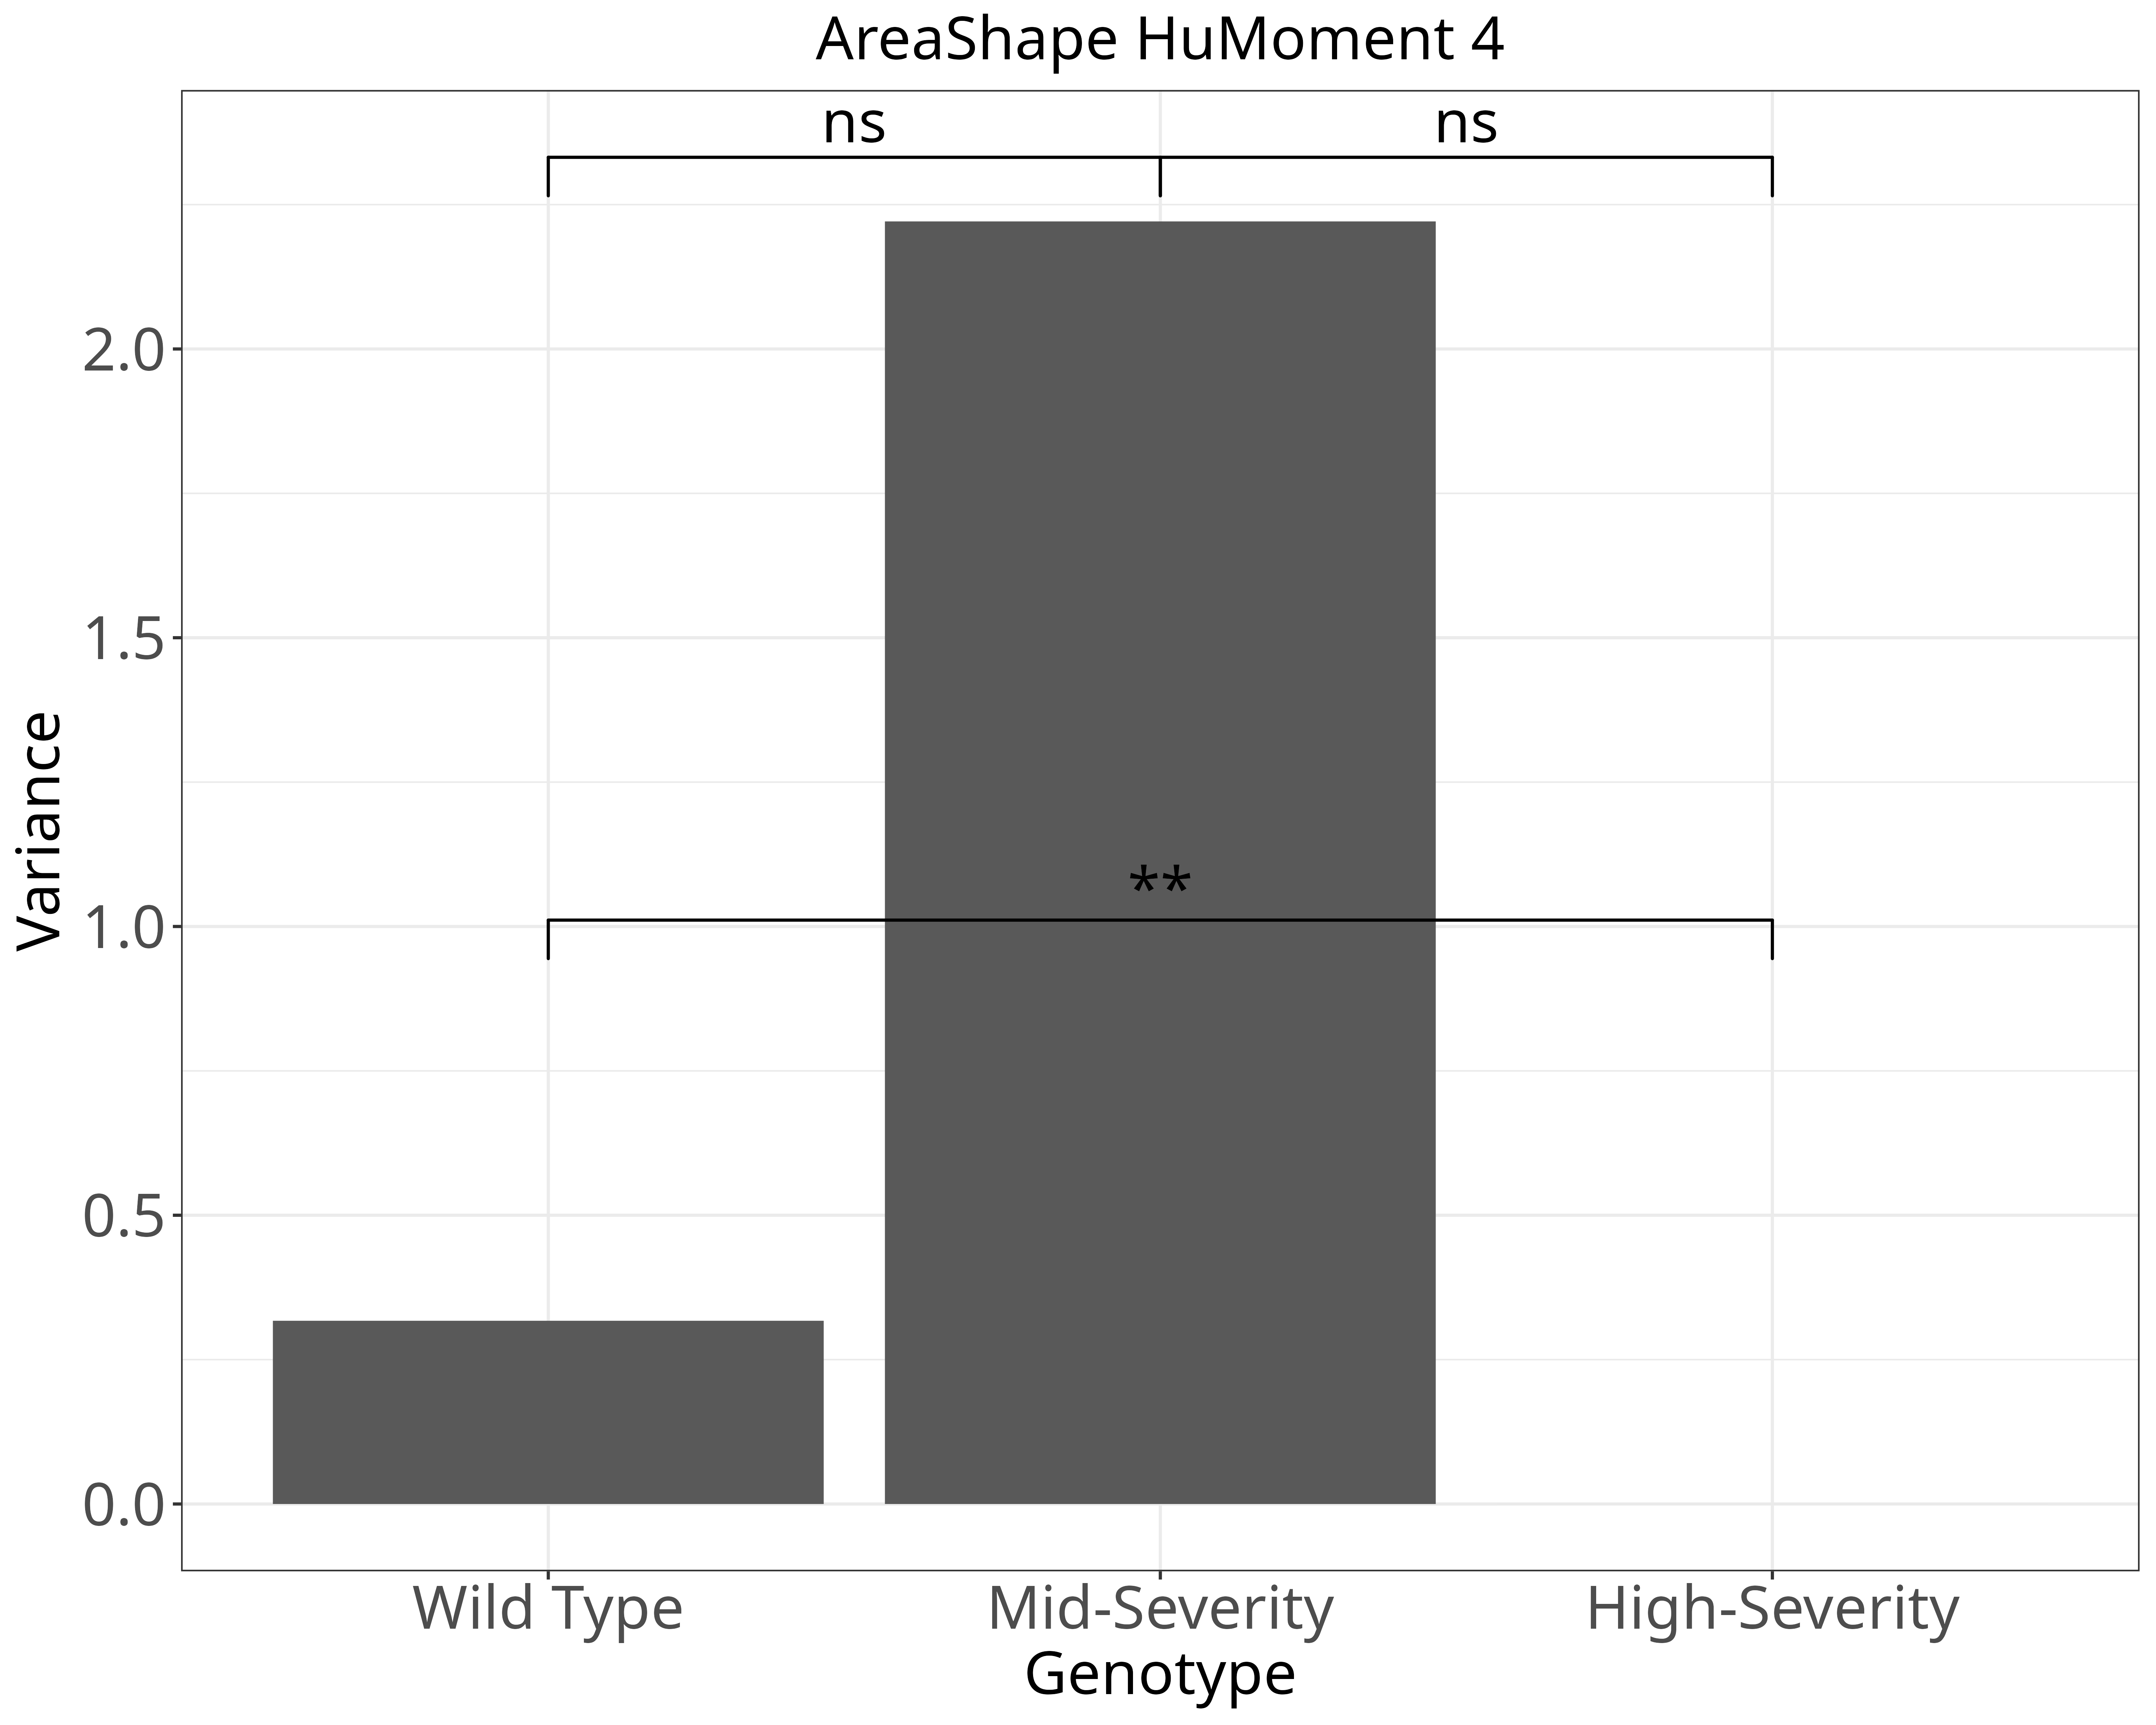 AreaShape HuMoment 4
ns ns
2.0
1.5
**
1.0
0.5
0.0
Variance
Wild Type Mid-Severity High-Severity
Genotype